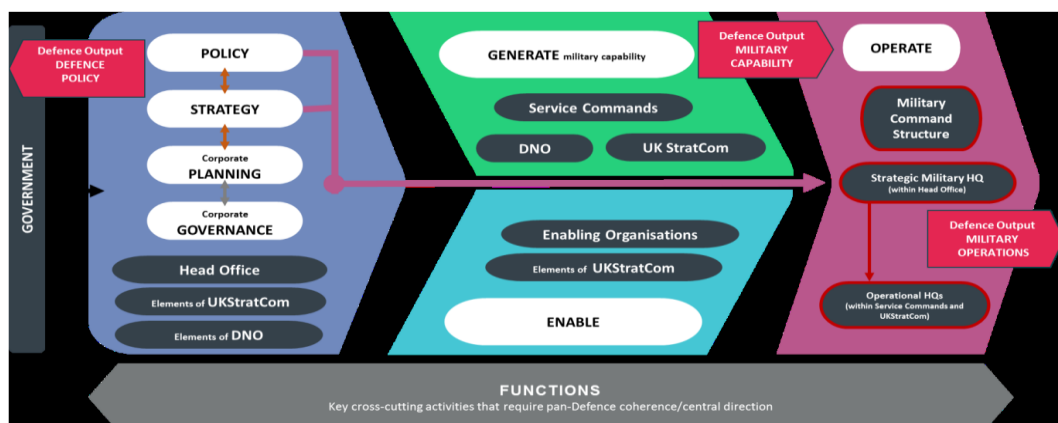 GOVERNMENT
Defence Output
DEFENCE
POLICY
POLICY
STRATEGY
Corporate
PLANNING
Corporate
GOVERNANCE
Head Office
Elements of UKStratCom
Elements of DNO
GENERATE military capability
Service Commands
DNO
UK StratCom
Defence Output
MILITARY
CAPABILITY
Enabling Organisations
Elements of UKStratCom
ENABLE
OPERATE
Military
Command
Structure
Strategic Military HQ
(within Head Office)
Defence Output
MILITARY
OPERATIONS
Operational HQs
(within Service Commands and
UKStratCom)
FUNCTIONS
Key cross-cutting activities that require pan-Defence coherence/central direction